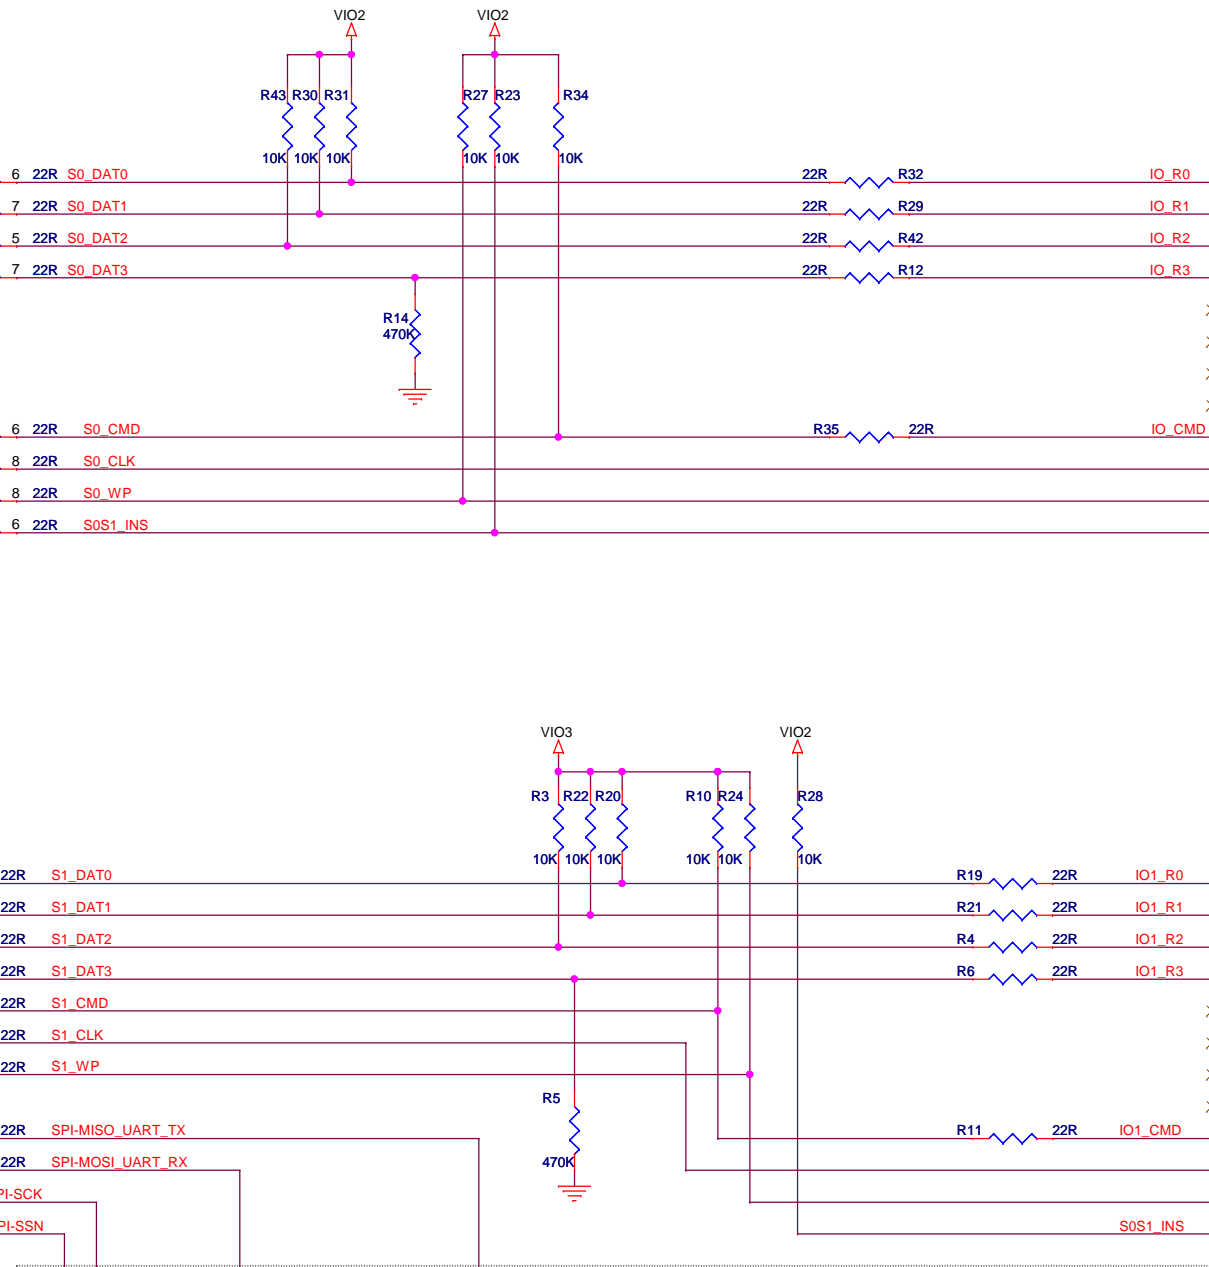 VIO2 VIO2
R43 R30 R31 R27 R23 R34
10K 10K 10K 10K 10K 10K
6 22R S0_DAT0 22R R32 IO_R0
7 22R S0_DAT1 22R R29 IO_R1
5 22R S0_DAT2 22R R42 IO_R2
7 22R S0_DAT3 22R R12 IO_R3
R14
470K
6 22R S0_CMD R35 22R IO_CMD
8 22R S0_CLK
8 22R S0_WP
6 22R S0S1_INS
VIO3 VIO2
R3 R22 R20 R10 R24 R28
10K 10K 10K 10K 10K 10K
22R S1_DAT0 R19 22R IO1_R0
22R S1_DAT1 R21 22R IO1_R1
22R S1_DAT2 R4 22R IO1_R2
22R S1_DAT3 R6 22R IO1_R3
22R S1_CMD
22R S1_CLK
22R S1_WP
R5
22R SPI-MISO_UART_TX R11 22R IO1_CMD
22R SPI-MOSI_UART_RX 470K
PI-SCK
PI-SSN S0S1_INS